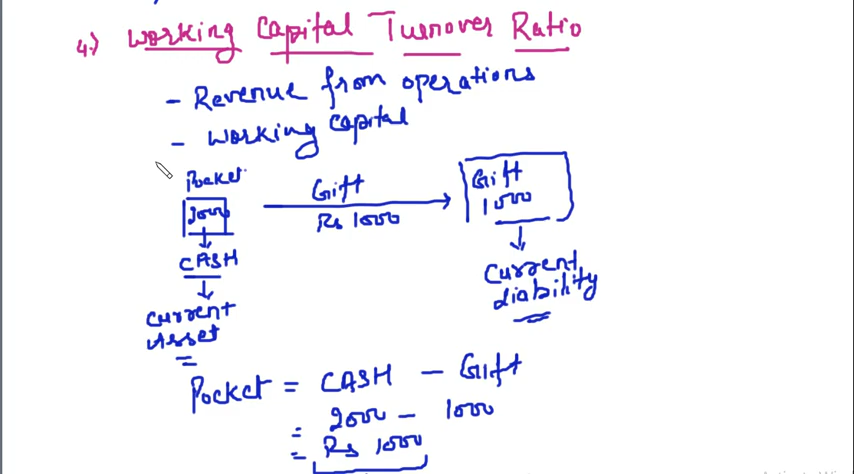 4.) Working Capital Turnover Ratio
- Revenue from operations
- Working capital
Pocket
2000
CASH
Current
Asset
Gift
Rs 1000
Gift
1000
Current
Liability
Pocket = CASH - Gift
= 2000 - 1000
= Rs 1000